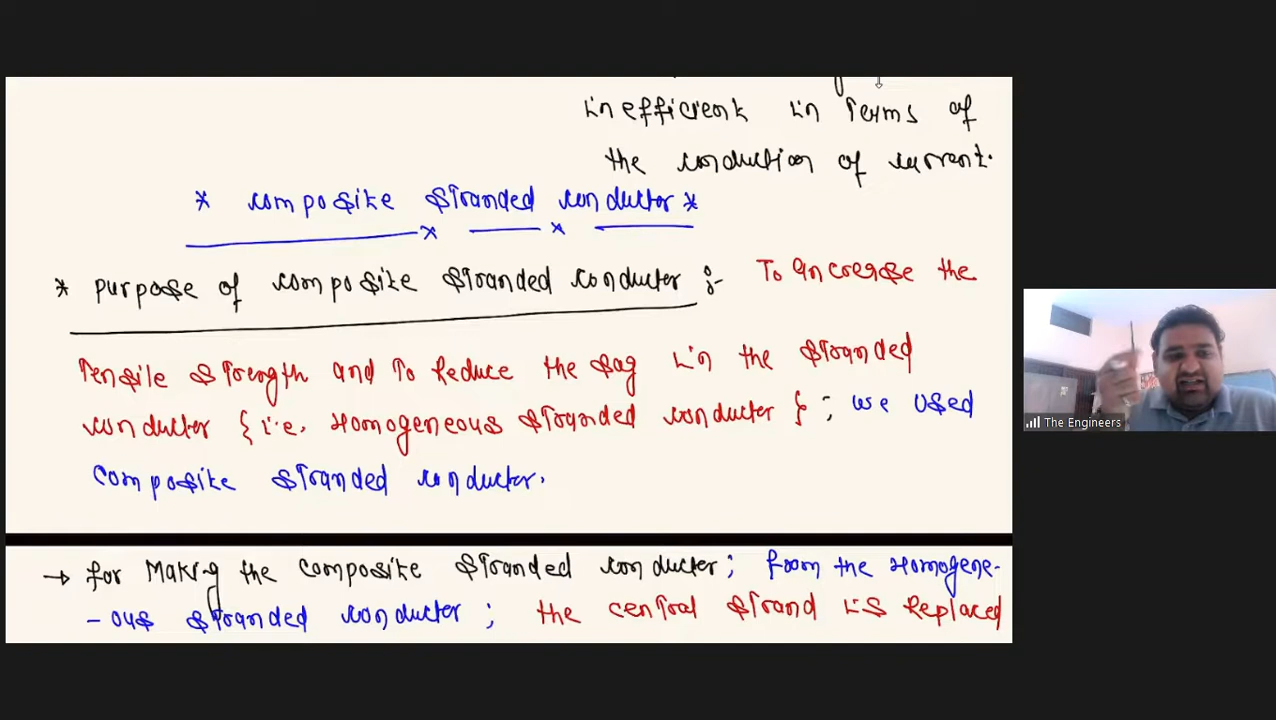 inefficient in Terms of
the conduction of current.
* composite stranded conductor *
* purpose of composite stranded conductor :- To increase the
Tensile strength and To Reduce the sag in the stranded
conductor { i.e. Homogeneous stranded conductor } ; we used
composite stranded conductor.
→ for Making the composite stranded conductor ; from the Homogene-
- ous stranded conductor ; the central strand is Replaced
The Engineers